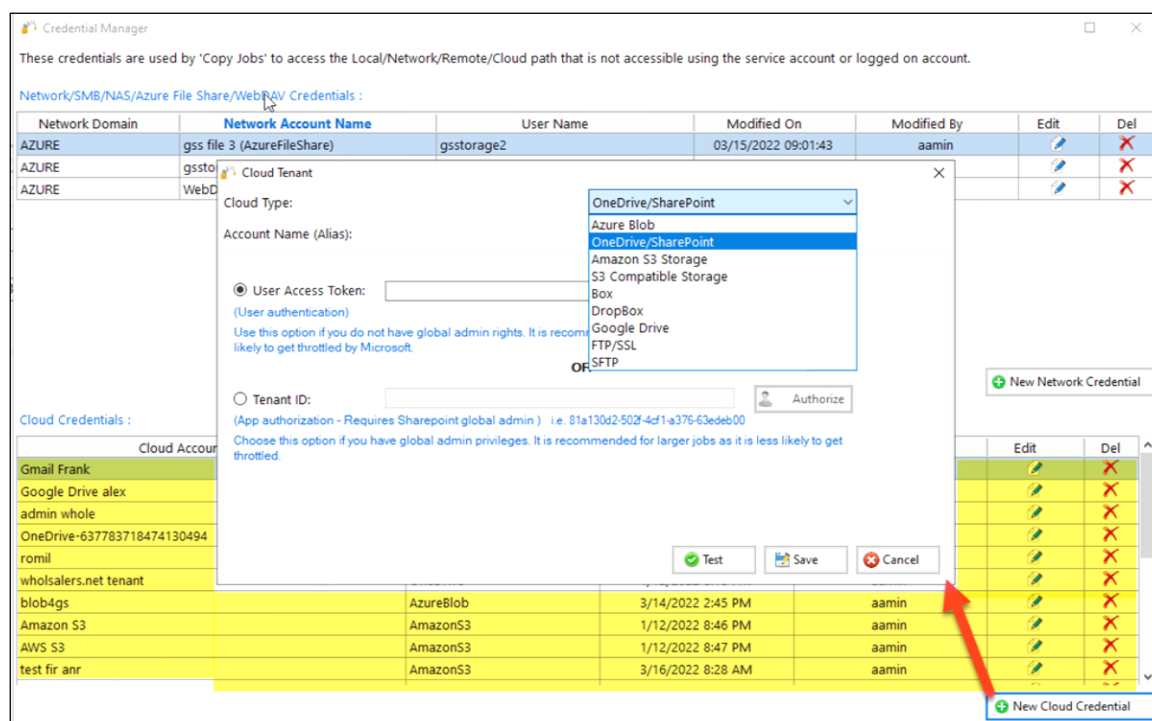 Credential Manager
These credentials are used by 'Copy Jobs' to access the Local/Network/Remote/Cloud path that is not accessible using the service account or logged on account.
Network/SMB/NAS/Azure File Share/WebDAV Credentials :
Network Domain Network Account Name User Name Modified On Modified By Edit Del
AZURE gss file 3 (AzureFileShare) gsstorage2 03/15/2022 09:01:43 aamin
AZURE gssto
AZURE WebD
Cloud Tenant
Cloud Type: OneDrive/SharePoint
Account Name (Alias):
Azure Blob
OneDrive/SharePoint
Amazon S3 Storage
S3 Compatible Storage
Box
DropBox
Google Drive
FTP/SSL
SFTP
User Access Token:
(User authentication)
Use this option if you do not have global admin rights. It is recom
likely to get throttled by Microsoft.
OR
Tenant ID: Authorize
(App authorization - Requires Sharepoint global admin ) i.e. 81a130d2-502f-4cf1-a376-63edeb00
Choose this option if you have global admin privileges. It is recommended for larger jobs as it is less likely to get
throttled.
Test Save Cancel
New Network Credential
Cloud Credentials :
Cloud Accou Edit Del
Gmail Frank
Google Drive alex
admin whole
OneDrive-637783718474130494
romil
wholsalers.net tenant
blob4gs AzureBlob 3/14/2022 2:45 PM aamin
Amazon S3 AmazonS3 1/12/2022 8:46 PM aamin
AWS S3 AmazonS3 1/12/2022 8:47 PM aamin
test fir anr AmazonS3 3/16/2022 8:28 AM aamin
New Cloud Credential